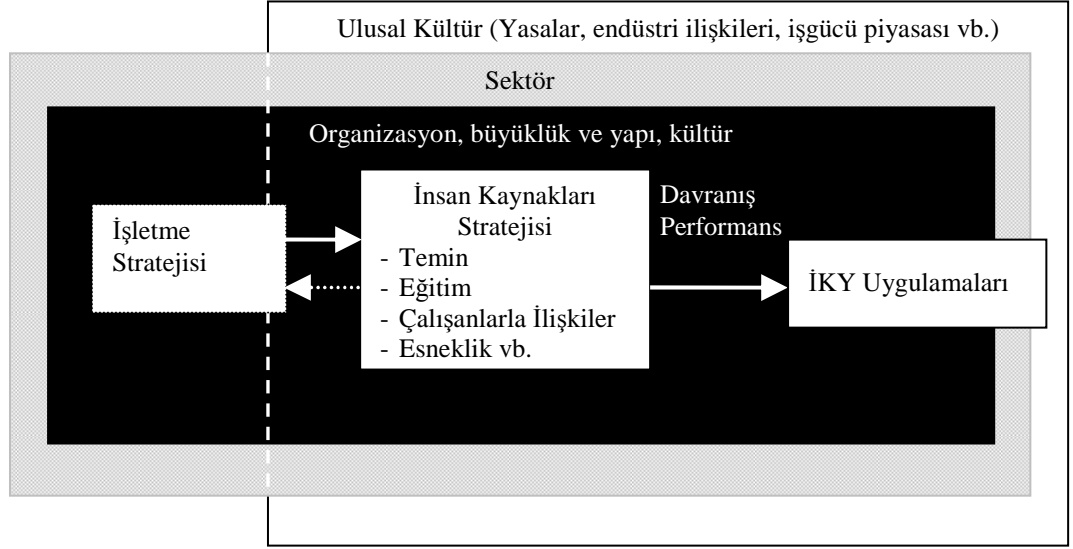 Ulusal Kültür (Yasalar, endüstri ilişkileri, işgücü piyasası vb.)
Sektör
Organizasyon, büyüklük ve yapı, kültür
İşletme
Stratejisi
İnsan Kaynakları
Stratejisi
- Temin
- Eğitim
- Çalışanlarla İlişkiler
- Esneklik vb.
Davranış
Performans
İKY Uygulamaları